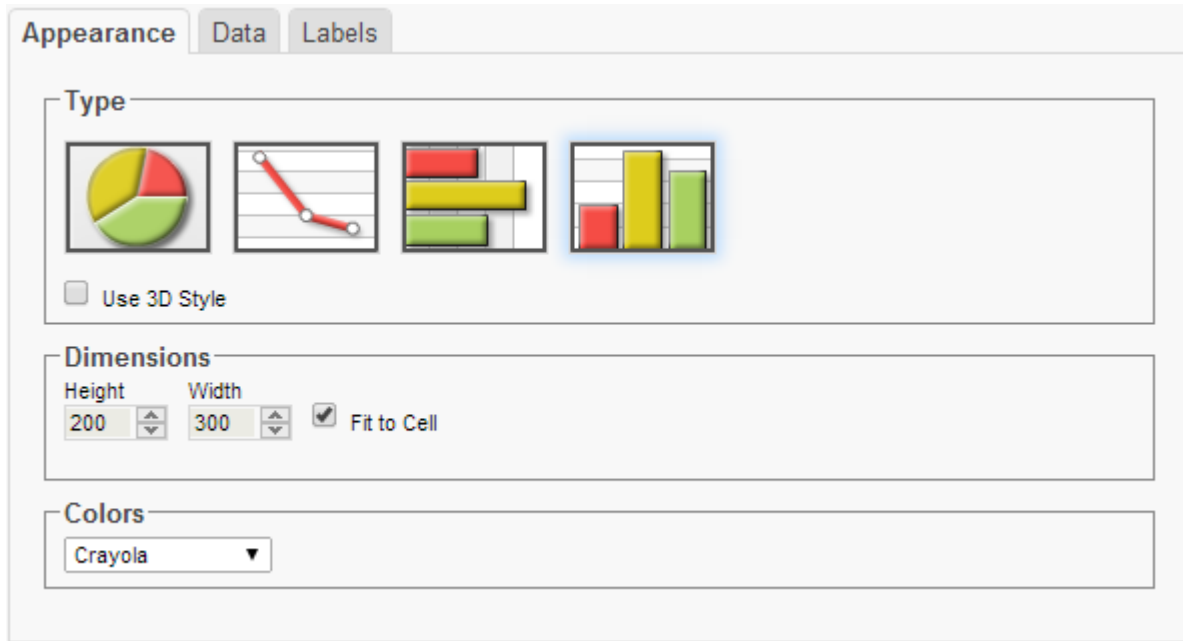 Appearance Data Labels
Type
Use 3D Style
Dimensions
Height Width
200 300 Fit to Cell
Colors
Crayola